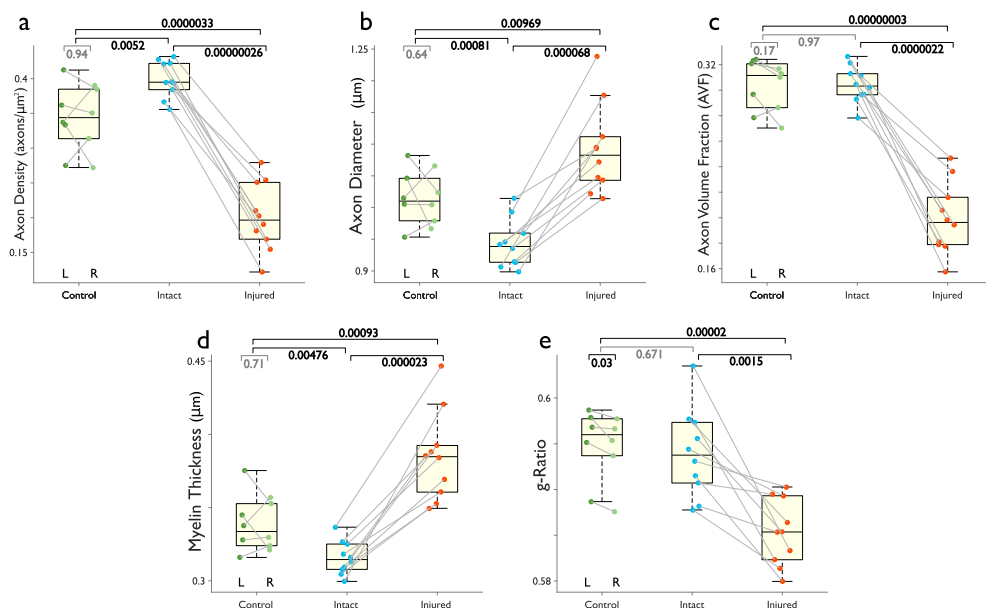 a
0.0000033
0.0052
0.00000026
0.94
0.4
0.15
Axon Density (axons/μm²)
L R
Control Intact Injured
b
0.00969
0.00081
0.000068
0.64
1.25
0.9
Axon Diameter (μm)
L R
Control Intact Injured
c
0.00000003
0.97
0.0000022
0.17
0.32
0.16
Axon Volume Fraction (AVF)
L R
Control Intact Injured
d
0.00093
0.00476
0.000023
0.71
0.45
0.3
Myelin Thickness (μm)
L R
Control Intact Injured
e
0.00002
0.671
0.0015
0.03
0.6
0.58
g-Ratio
L R
Control Intact Injured